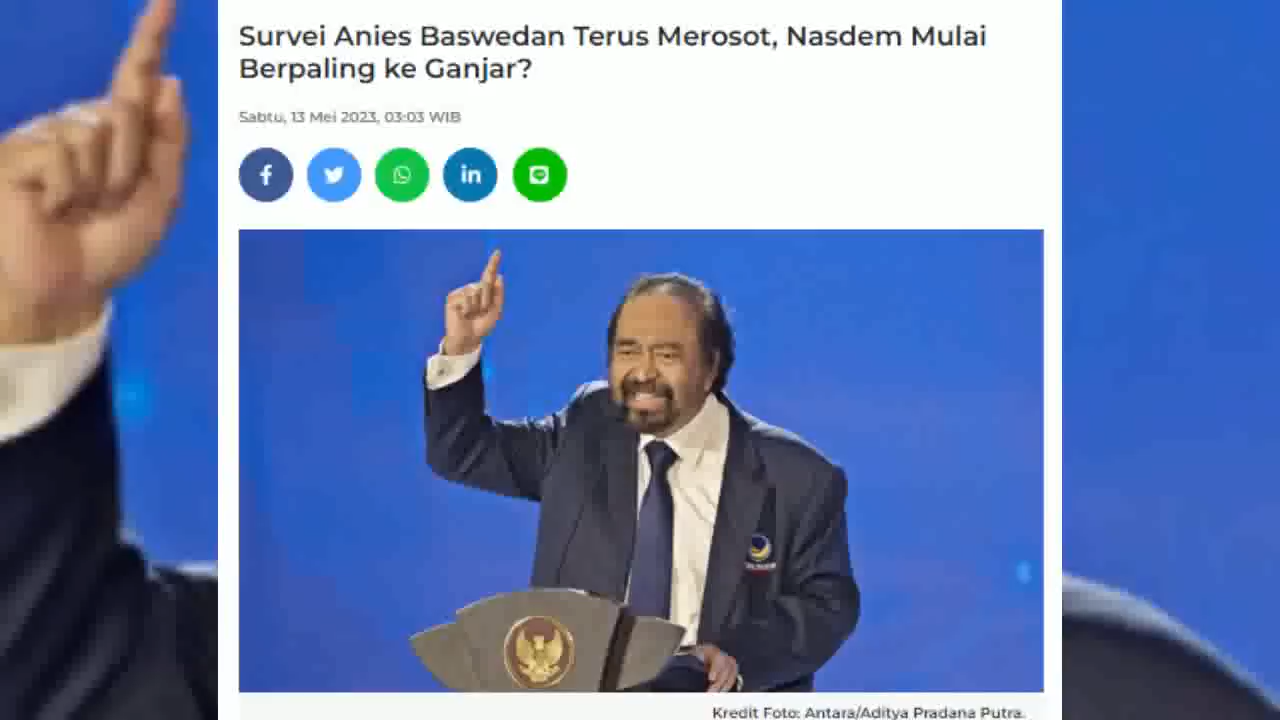 Survei Anies Baswedan Terus Merosot, Nasdem Mulai
Berpaling ke Ganjar?
Sabtu, 13 Mei 2023, 03:03 WIB
f
in
Kredit Foto: Antara/Aditya Pradana Putra.